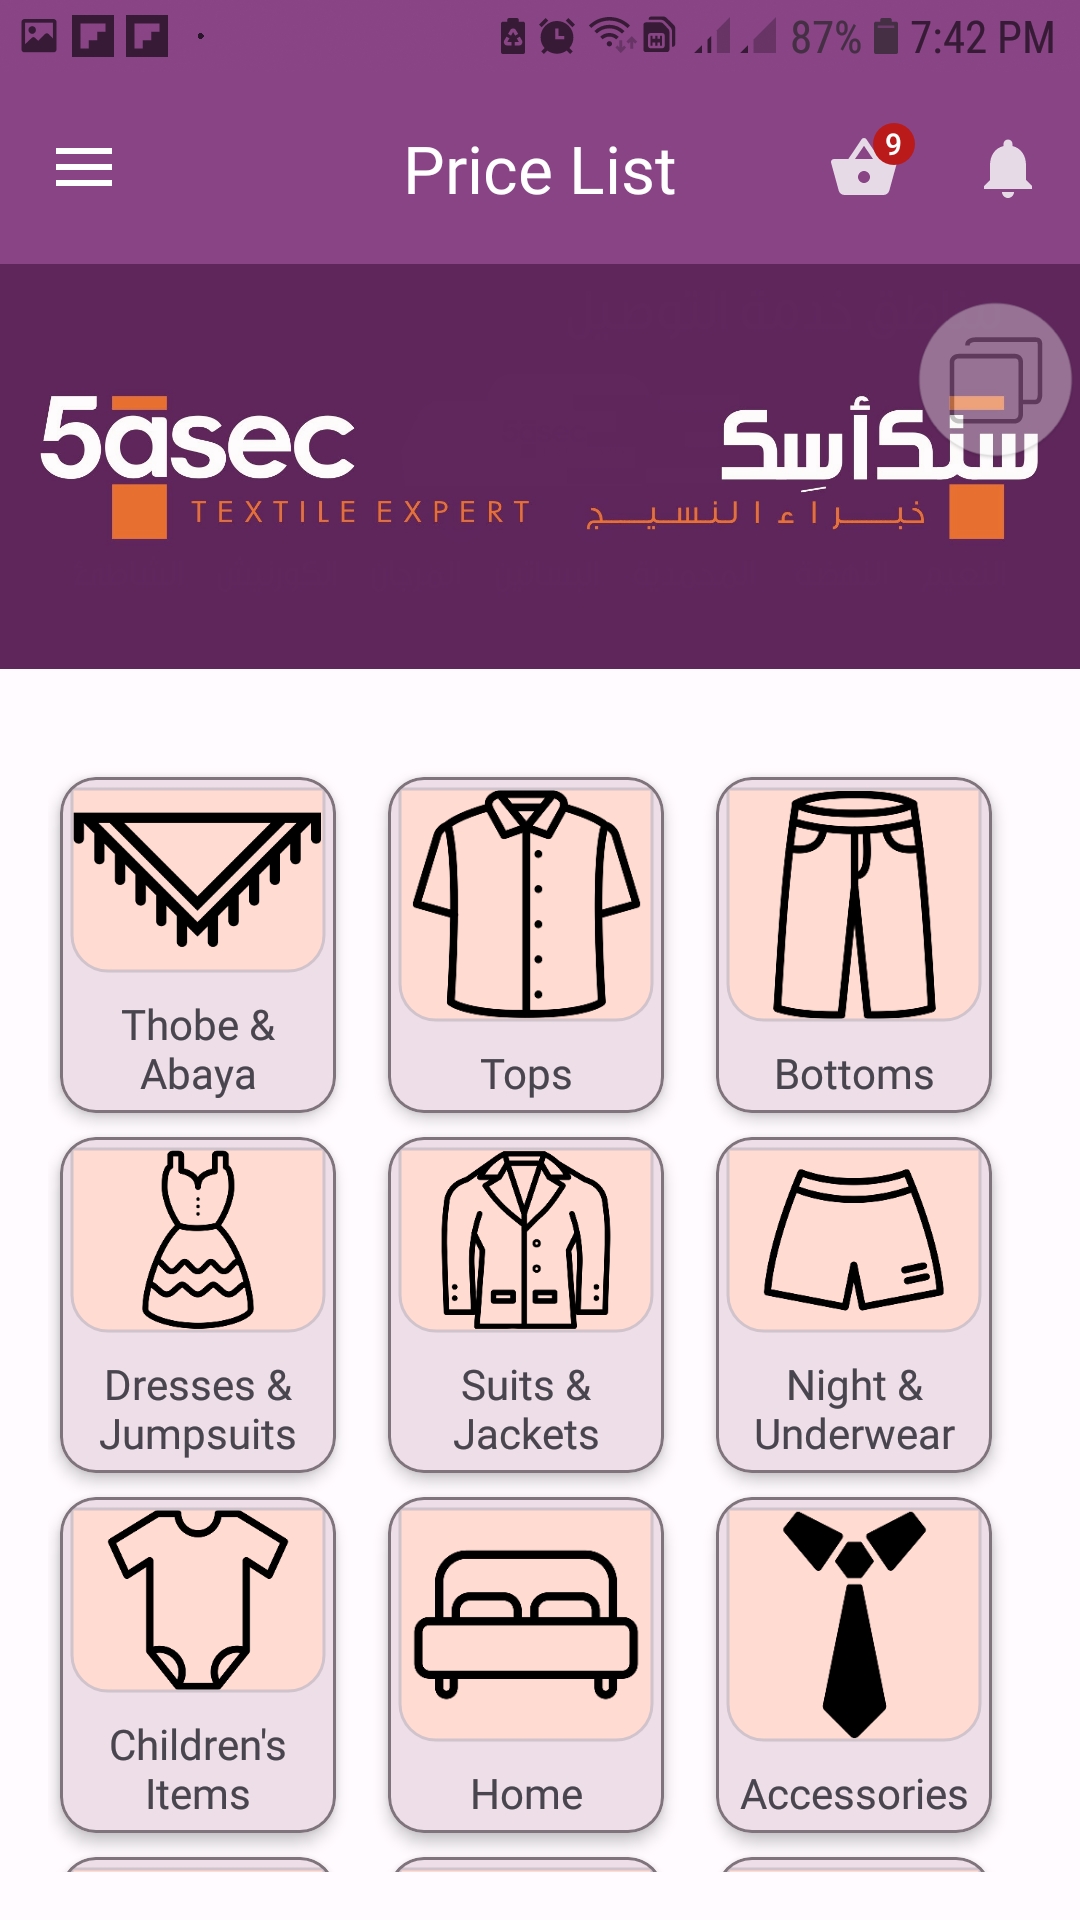 87% 7:42 PM
Price List
9
5asec
سنكأسِك
TEXTILE EXPERT
خبراء النسيج
Thobe &
Abaya
Tops
Bottoms
Dresses &
Jumpsuits
Suits &
Jackets
Night &
Underwear
Children's
Items
Home
Accessories